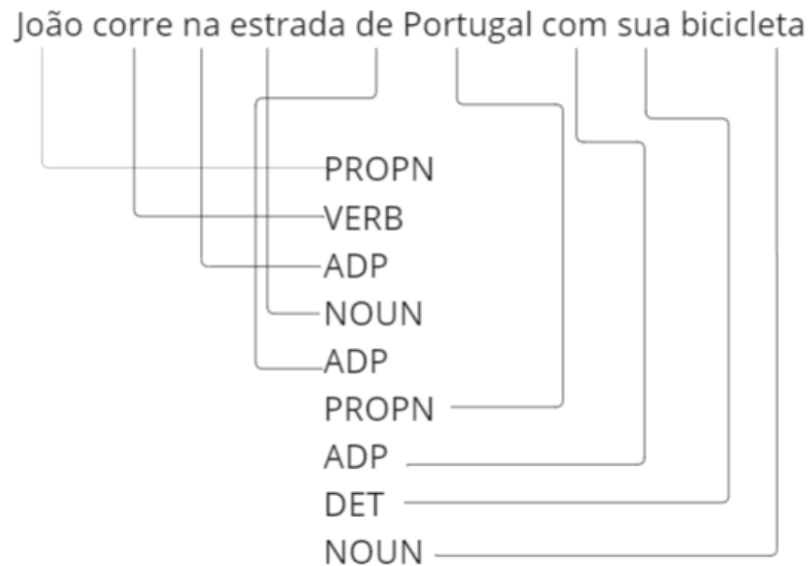 João corre na estrada de Portugal com sua bicicleta
PROPN
VERB
ADP
NOUN
ADP
PROPN
ADP
DET
NOUN